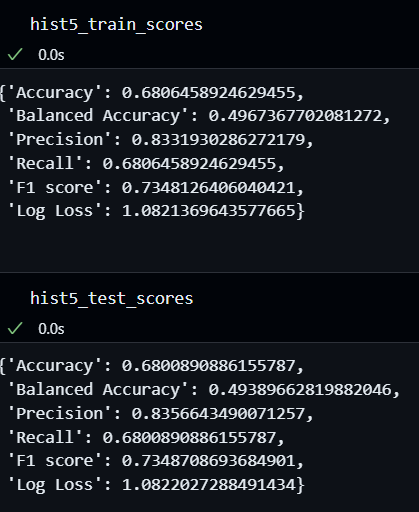 hist5_train_scores
✓ 0.0s
{'Accuracy': 0.6806458924629455,
'Balanced Accuracy': 0.4967367702081272,
'Precision': 0.8331930286272179,
'Recall': 0.6806458924629455,
'F1 score': 0.7348126406040421,
'Log Loss': 1.0821369643577665}
hist5_test_scores
✓ 0.0s
{'Accuracy': 0.6800890886155787,
'Balanced Accuracy': 0.49389662819882046,
'Precision': 0.8356643490071257,
'Recall': 0.6800890886155787,
'F1 score': 0.7348708693684901,
'Log Loss': 1.0822027288491434}